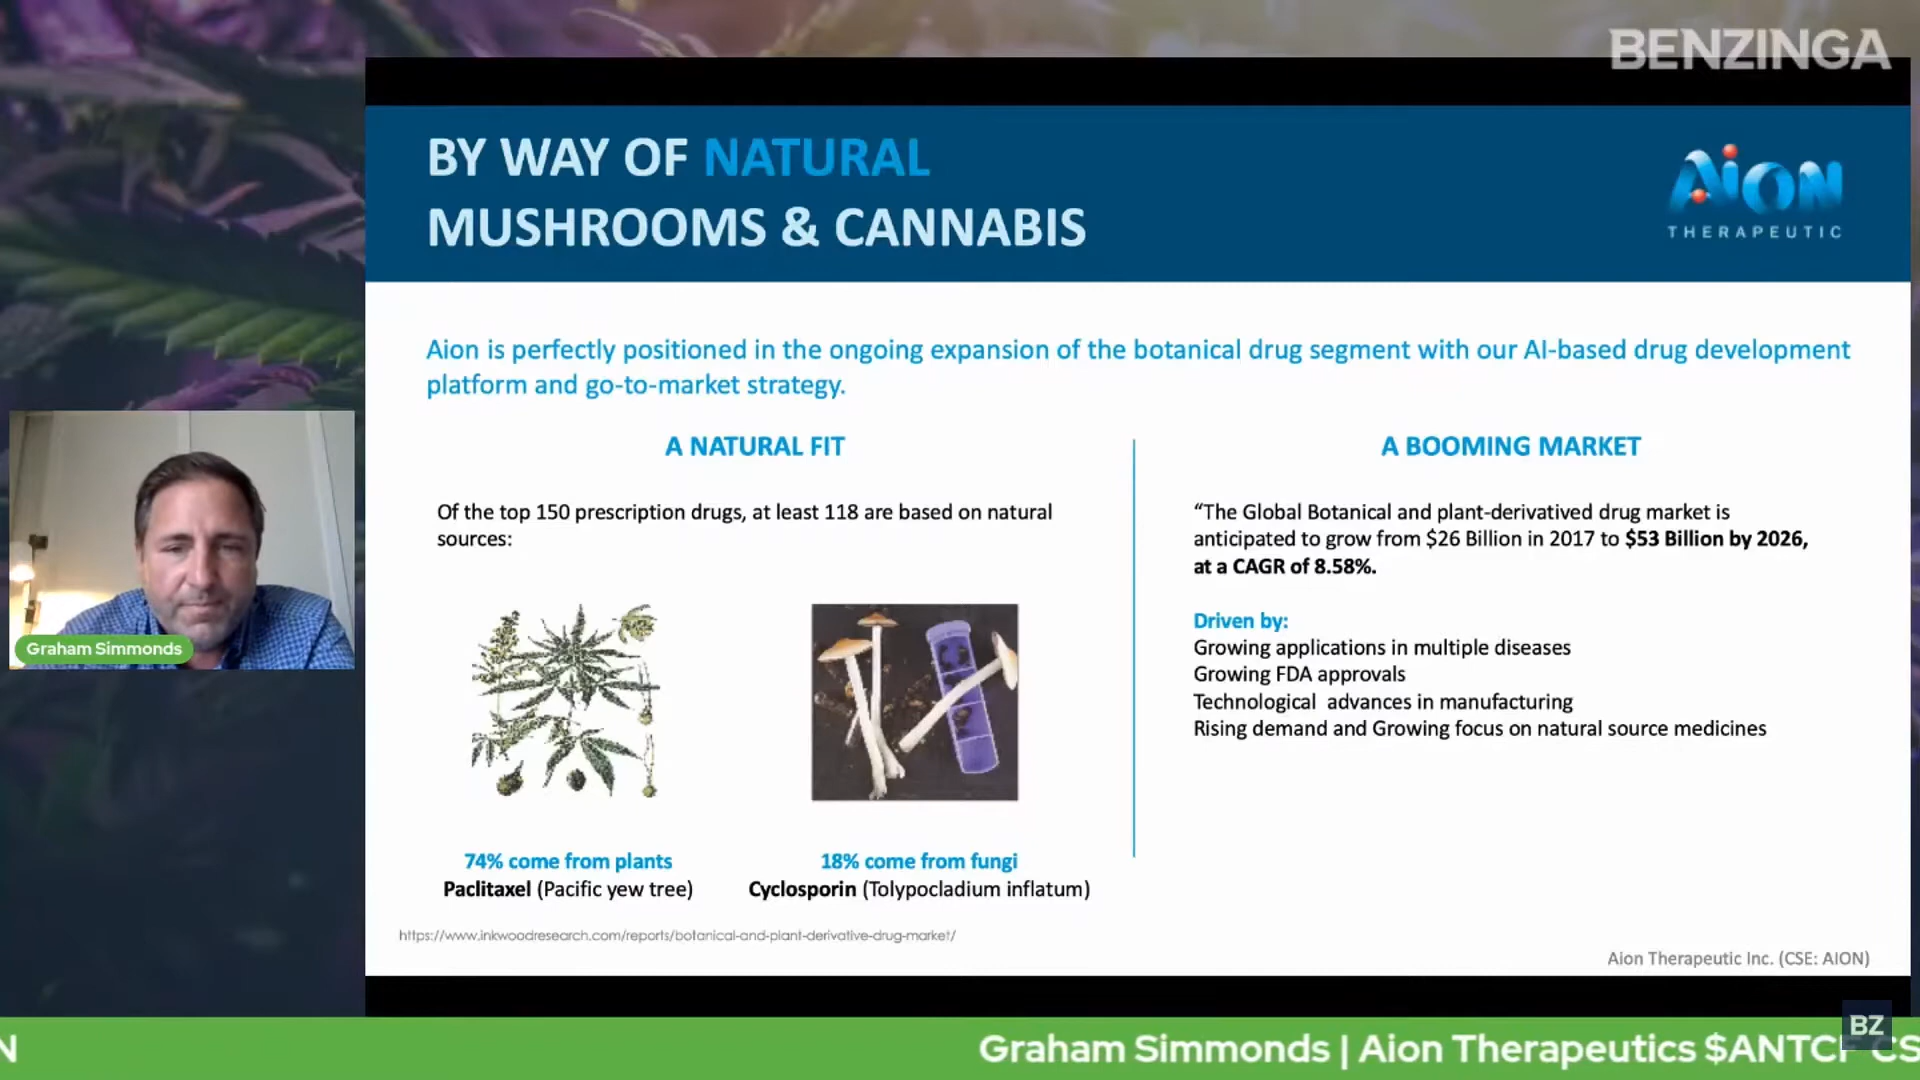 BENZINGA
BY WAY OF NATURAL
MUSHROOMS & CANNABIS
AION
THERAPEUTIC
Aion is perfectly positioned in the ongoing expansion of the botanical drug segment with our AI-based drug development
platform and go-to-market strategy.
A NATURAL FIT
Of the top 150 prescription drugs, at least 118 are based on natural
sources:
74% come from plants
Paclitaxel (Pacific yew tree)
18% come from fungi
Cyclosporin (Tolypocladium inflatum)
https://www.inkwoodresearch.com/reports/botanical-and-plant-derivative-drug-market/
A BOOMING MARKET
“The Global Botanical and plant-derivatived drug market is
anticipated to grow from $26 Billion in 2017 to $53 Billion by 2026,
at a CAGR of 8.58%.
Driven by:
Growing applications in multiple diseases
Growing FDA approvals
Technological advances in manufacturing
Rising demand and Growing focus on natural source medicines
Aion Therapeutic Inc. (CSE: AION)
Graham Simmonds
BZ
N Graham Simmonds | Aion Therapeutics $ANTCF CS